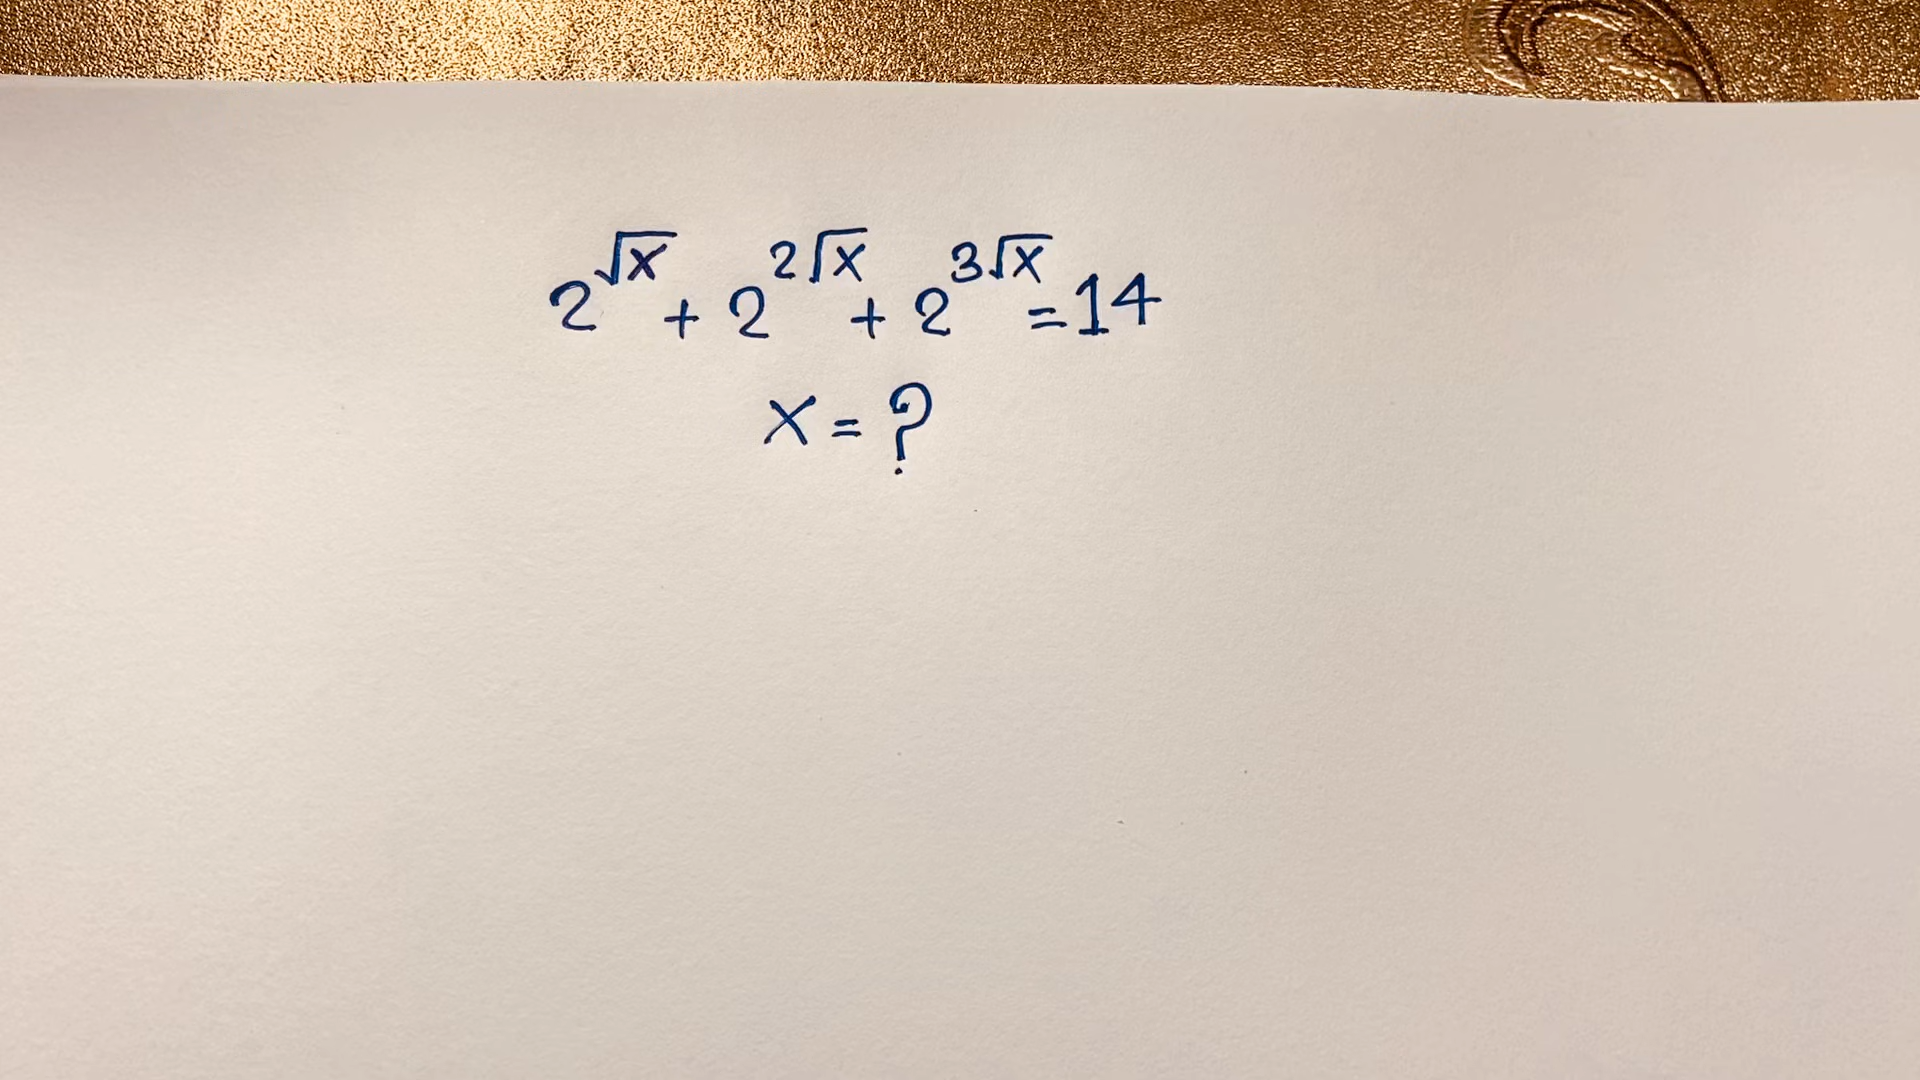 2^√x + 2^2√x + 2^3√x = 14
x = ?